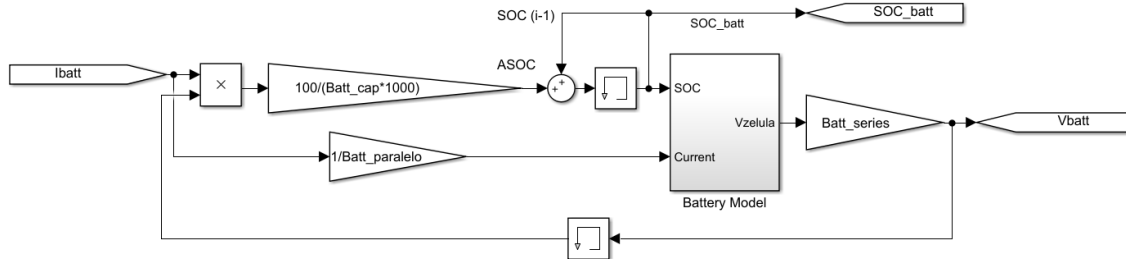 SOC (i-1)
SOC_batt
SOC_batt
Ibatt
×
100/(Batt_cap*1000)
ASOC
+
+
SOC
Vzelula
Current
Battery Model
Batt_series
Vbatt
1/Batt_paralelo